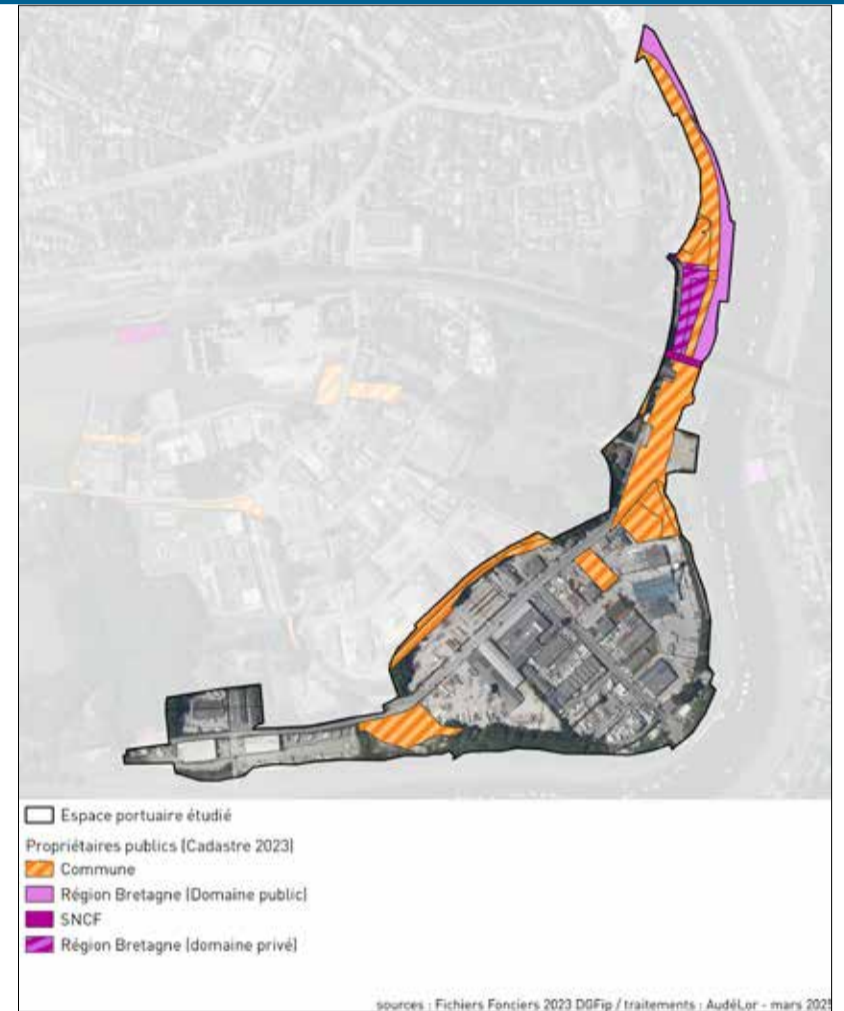 Espace portuaire étudié
Propriétaires publics (Cadastre 2023)
Commune
Région Bretagne (Domaine public)
SNCF
Région Bretagne (domaine privé)
sources : Fichiers Fonciers 2023 DGFip / traitements : AudéLor - mars 2025